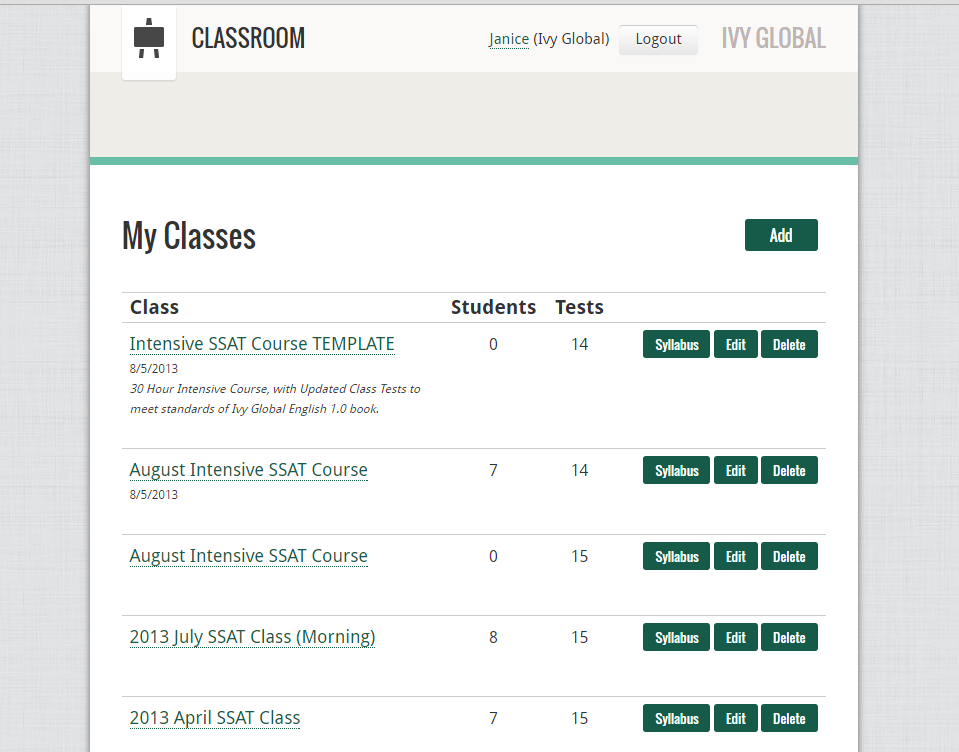 CLASSROOM Janice (Ivy Global) Logout IVY GLOBAL
My Classes Add
Class Students Tests
Intensive SSAT Course TEMPLATE 0 14 Syllabus Edit Delete
8/5/2013
30 Hour Intensive Course, with Updated Class Tests to
meet standards of Ivy Global English 1.0 book.
August Intensive SSAT Course 7 14 Syllabus Edit Delete
8/5/2013
August Intensive SSAT Course 0 15 Syllabus Edit Delete
2013 July SSAT Class (Morning) 8 15 Syllabus Edit Delete
2013 April SSAT Class 7 15 Syllabus Edit Delete